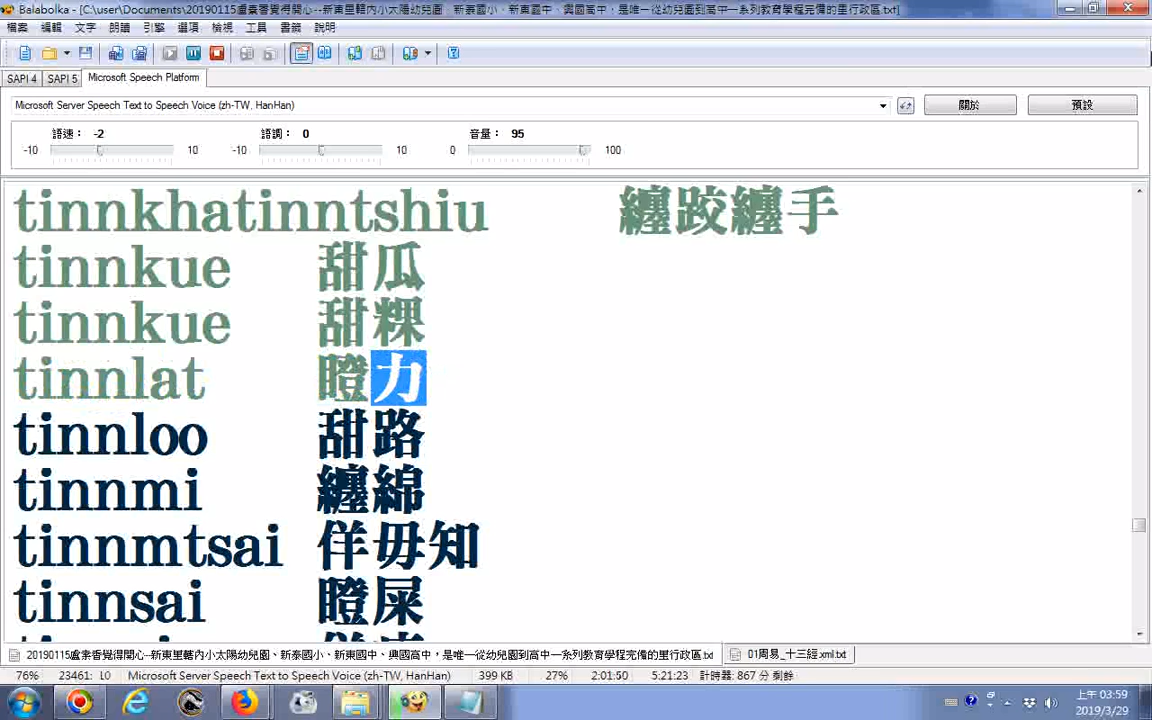 Balabolka - [C:\user\Documents\20190115盧素香覺得開心--新東里轄內小太陽幼兒園、新泰國小、新東國中、興國高中，是唯一從幼兒園到高中一系列教育學程完備的里行政區.txt]
檔案 編輯 文字 朗讀 引擎 選項 檢視 工具 書籤 說明
SAPI 4 SAPI 5 Microsoft Speech Platform
Microsoft Server Speech Text to Speech Voice (zh-TW, HanHan) 關於 預設
語速： -2 語調： 0 音量： 95
-10 10 -10 10 0 100
tinnkhatinntshiu 纏跤纏手
tinnkue 甜瓜
tinnkue 甜粿
tinnlat 瞪力
tinnloo 甜路
tinnmi 纏綿
tinnmtsai 佯毋知
tinnsai 瞪屎
20190115盧素香覺得開心--新東里轄內小太陽幼兒園、新泰國小、新東國中、興國高中，是唯一從幼兒園到高中一系列教育學程完備的里行政區.txt 01周易_十三經.xml.txt
76% 23461: 10 Microsoft Server Speech Text to Speech Voice (zh-TW, HanHan) 399 KB 27% 2:01:50 5:21:23 計時器: 867 分 剩餘
上午 03:59
2019/3/29